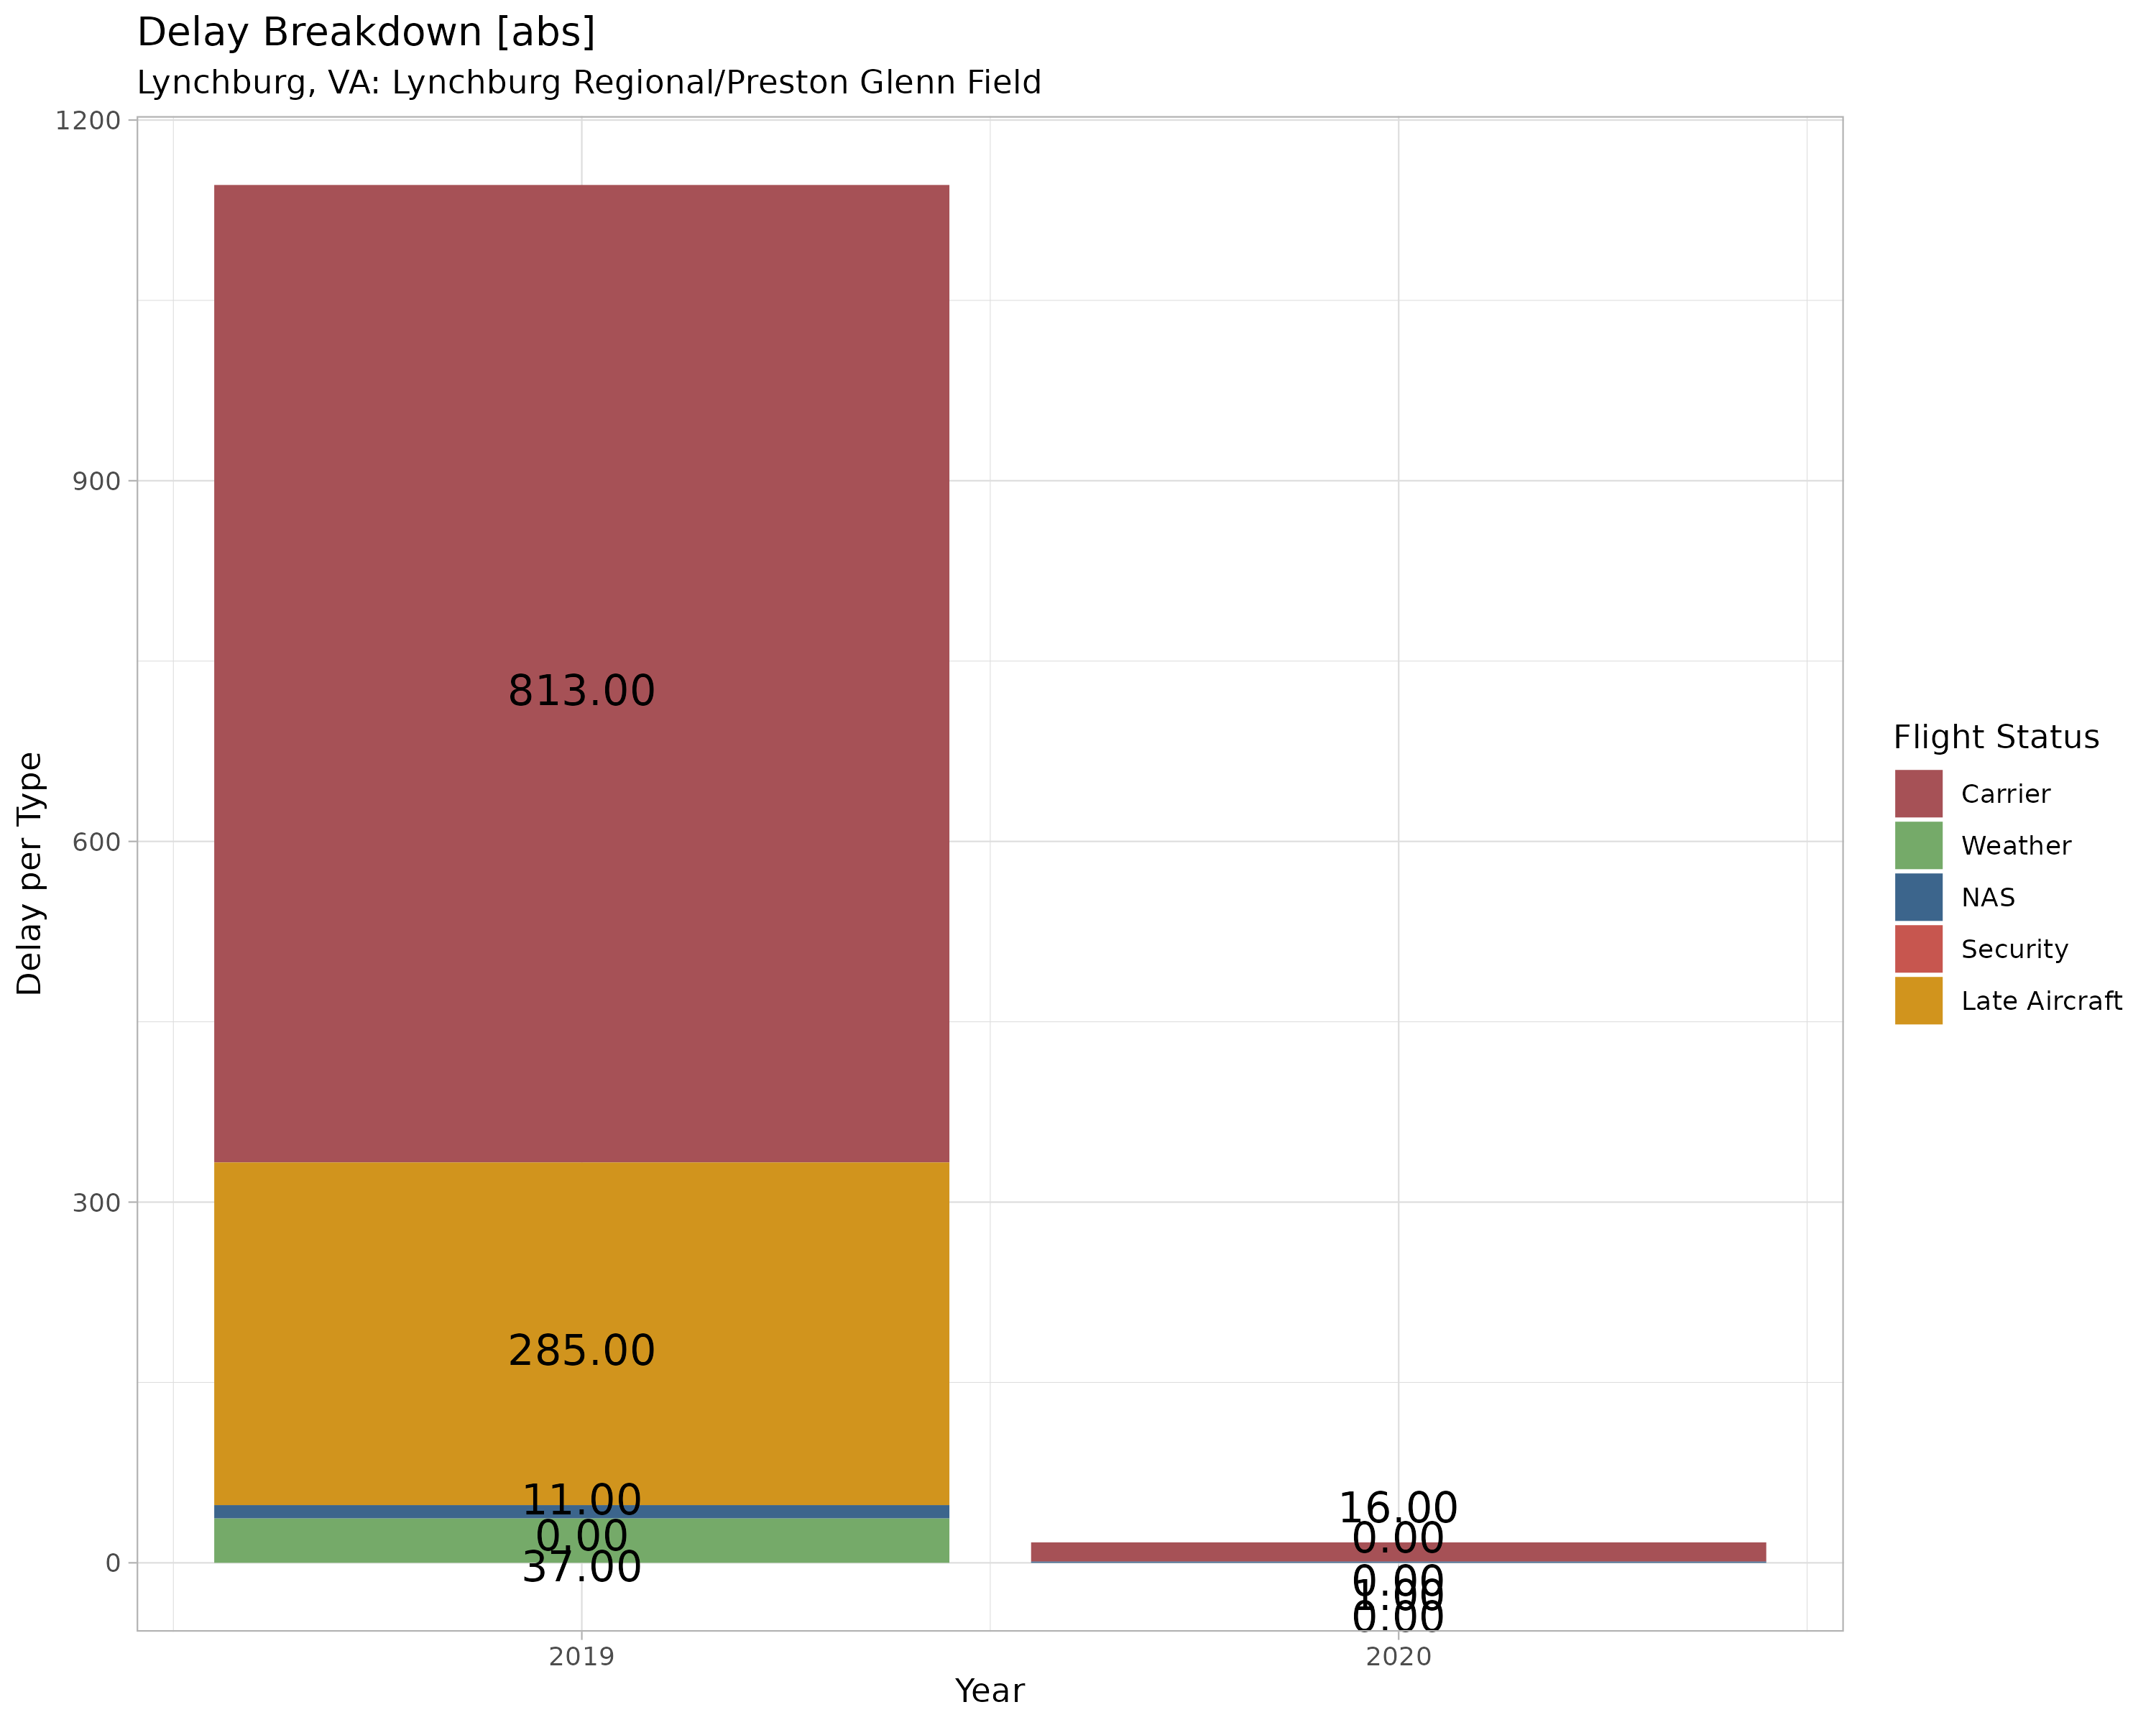 Delay Breakdown [abs]
Lynchburg, VA: Lynchburg Regional/Preston Glenn Field
1200
900
600
300
0
Delay per Type
813.00
285.00
11.00
0.00
37.00
16.00
0.00
0.00
1.00
0.00
2019
2020
Year
Flight Status
Carrier
Weather
NAS
Security
Late Aircraft